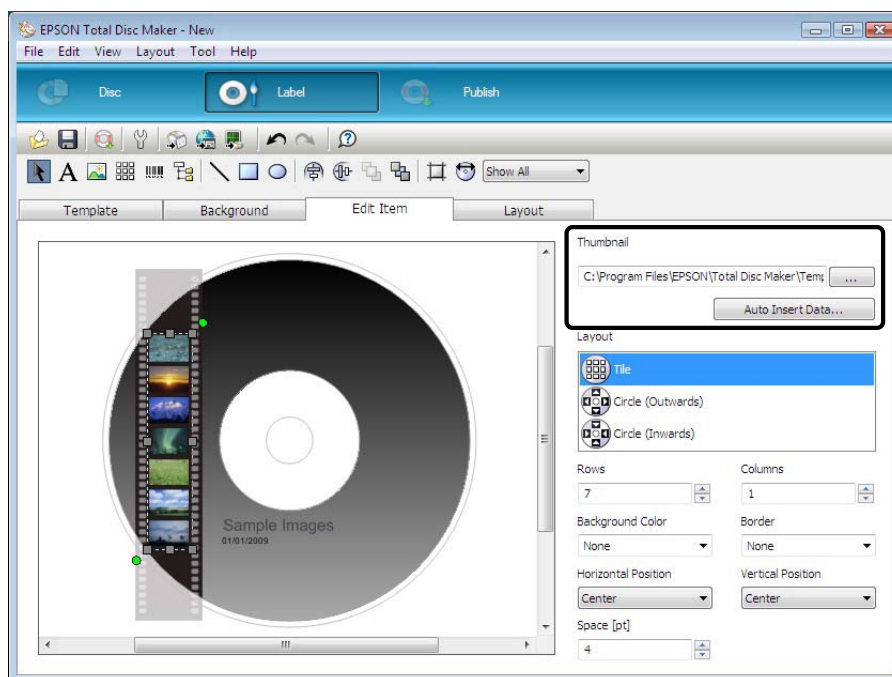 EPSON Total Disc Maker - New
File Edit View Layout Tool Help
Disc Label Publish
A Show All
Template Background Edit Item Layout
Thumbnail
C:\Program Files\EPSON\Total Disc Maker\Temp ...
Auto Insert Data...
Layout
Tile
Circle (Outwards)
Circle (Inwards)
Rows Columns
7 1
Background Color Border
None None
Horizontal Position Vertical Position
Center Center
Space [pt]
4
Sample Images
01/01/2009